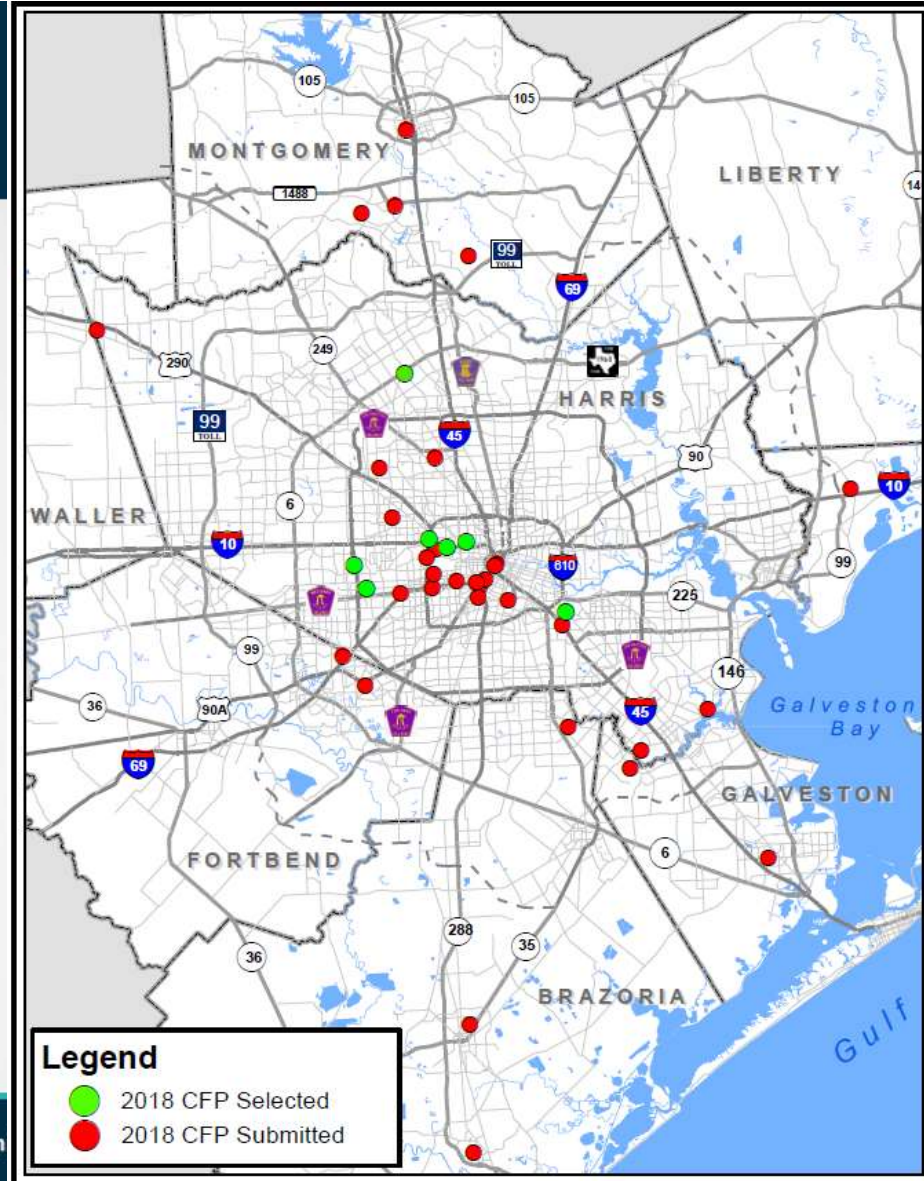 105
105
MONTGOMERY
LIBERTY
1488
14
99
TOLL
69
290
249
HARRIS
99
TOLL
45
90
6
10
WALLER
10
610
99
225
99
146
36
90A
45
Galveston
Bay
69
GALVESTON
FORTBEND
6
288
35
36
BRAZORIA
Gulf
Legend
2018 CFP Selected
2018 CFP Submitted